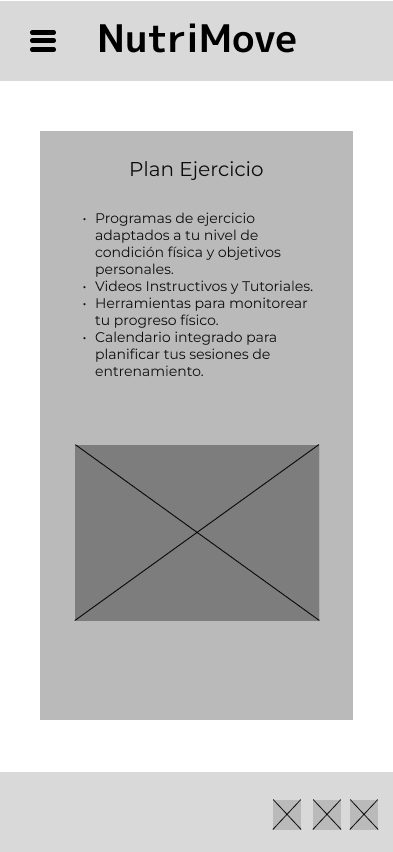 NutriMove
Plan Ejercicio
• Programas de ejercicio
adaptados a tu nivel de
condición física y objetivos
personales.
• Videos Instructivos y Tutoriales.
• Herramientas para monitorear
tu progreso físico.
• Calendario integrado para
planificar tus sesiones de
entrenamiento.